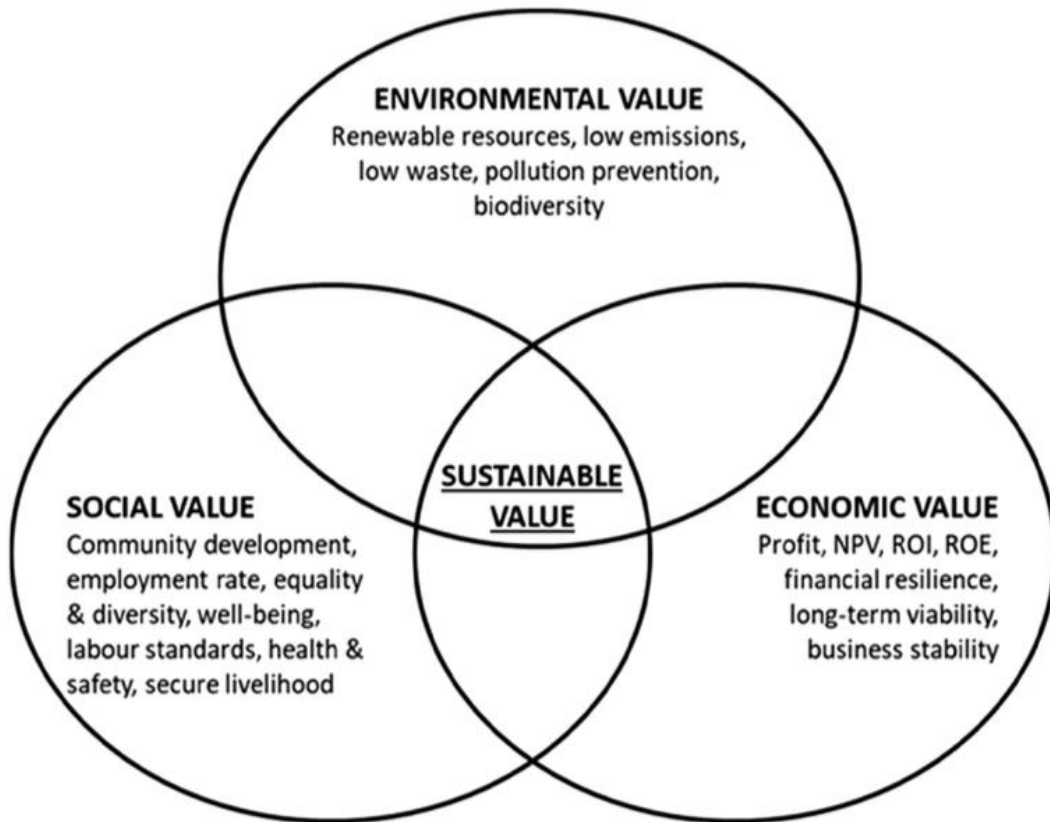 ENVIRONMENTAL VALUE
Renewable resources, low emissions,
low waste, pollution prevention,
biodiversity
SUSTAINABLE
VALUE
SOCIAL VALUE
Community development,
employment rate, equality
& diversity, well-being,
labour standards, health &
safety, secure livelihood
ECONOMIC VALUE
Profit, NPV, ROI, ROE,
financial resilience,
long-term viability,
business stability